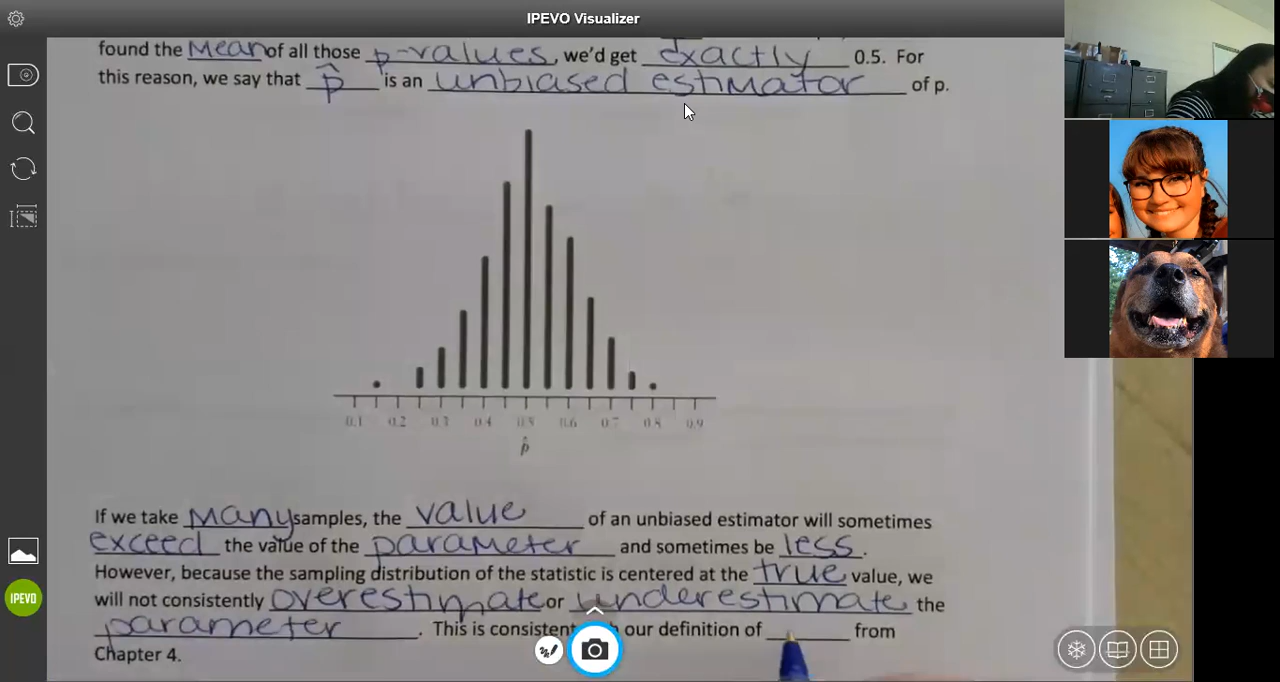 IPEVO Visualizer
found the Mean of all those p-values, we'd get exactly 0.5. For
this reason, we say that p̂ is an unbiased estimator of p.
0.1 0.2 0.3 0.4 0.5 0.6 0.7 0.8 0.9
p̂
If we take Many samples, the value of an unbiased estimator will sometimes
exceed the value of the parameter and sometimes be less.
However, because the sampling distribution of the statistic is centered at the true value, we
will not consistently overestimate or underestimate the
parameter. This is consistent our definition of ____ from
Chapter 4.
IPEVO